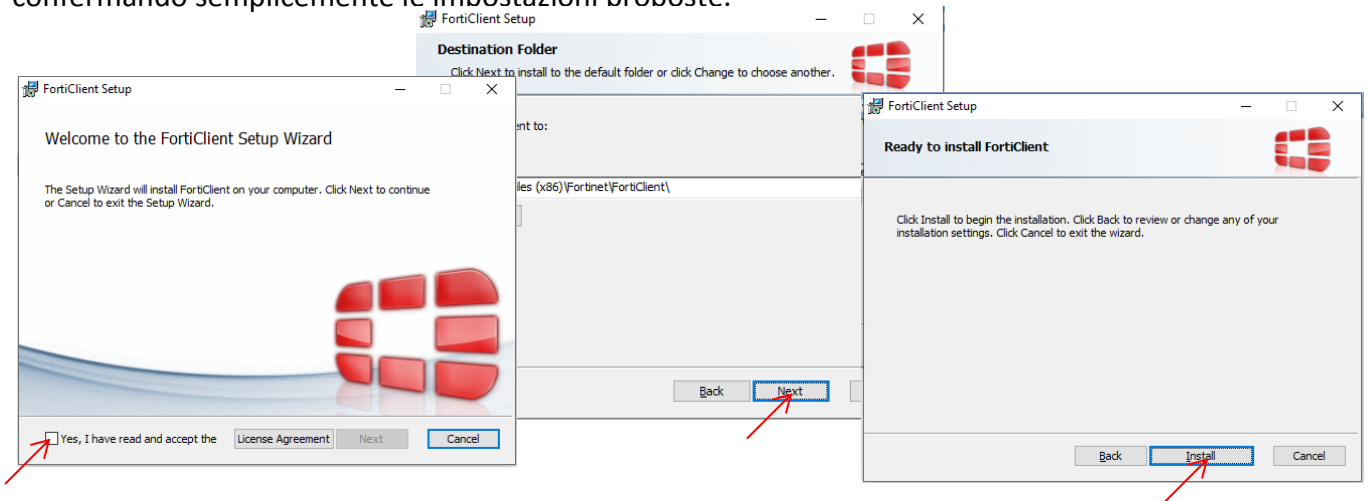 confermando semplicemente le impostazioni proposte.
FortiClient Setup
Destination Folder
Click Next to install to the default folder or click Change to choose another.
ent to:
iles (x86)\Fortinet\FortiClient\
Back
Next
FortiClient Setup
Welcome to the FortiClient Setup Wizard
The Setup Wizard will install FortiClient on your computer. Click Next to continue
or Cancel to exit the Setup Wizard.
Yes, I have read and accept the
License Agreement
Next
Cancel
FortiClient Setup
Ready to install FortiClient
Click Install to begin the installation. Click Back to review or change any of your
installation settings. Click Cancel to exit the wizard.
Back
Install
Cancel